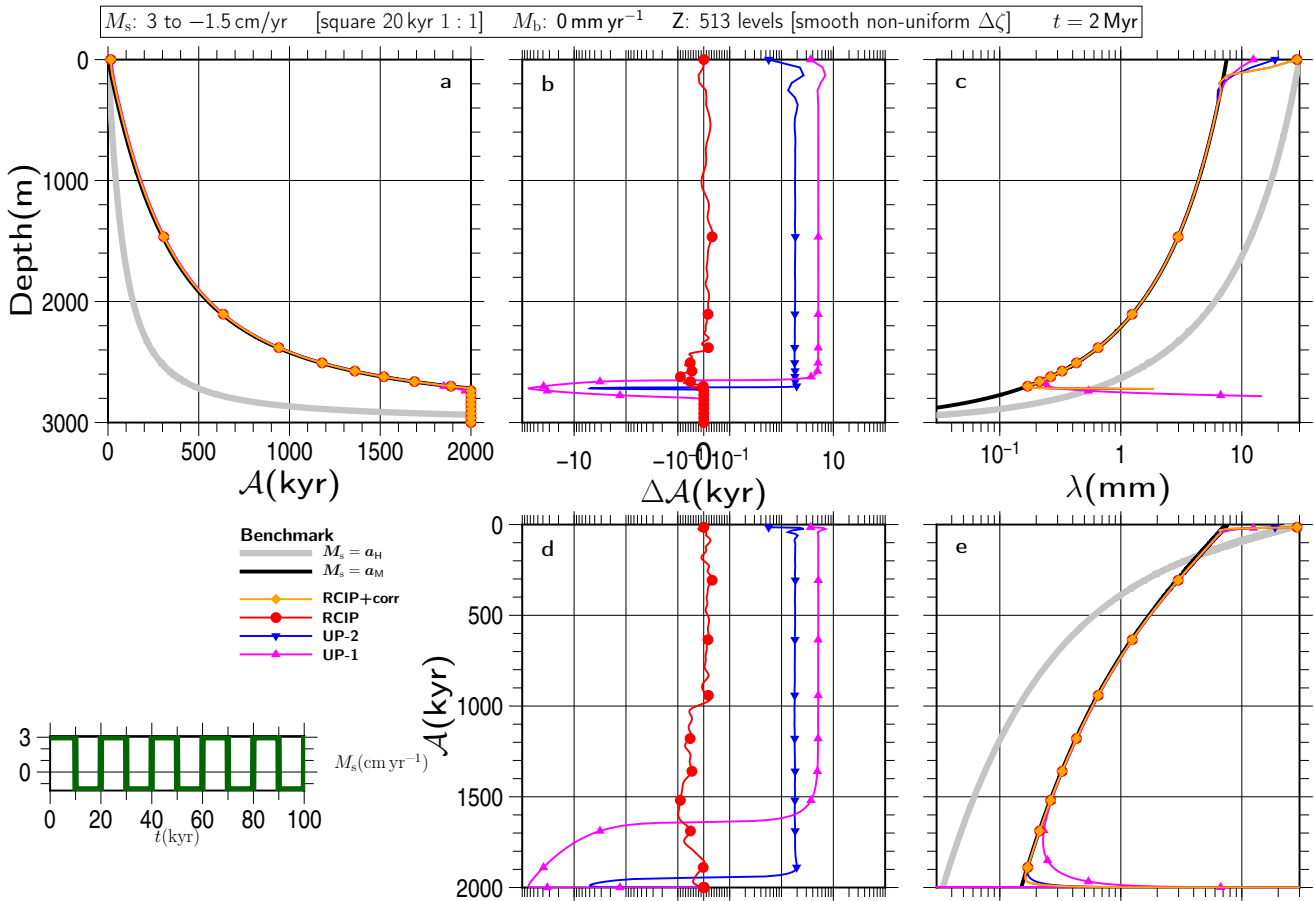 Mₛ: 3 to −1.5 cm/yr [square 20 kyr 1 : 1] M_b: 0 mm yr⁻¹ Z: 513 levels [smooth non-uniform Δζ] t = 2 Myr
a
b
c
0
1000
2000
3000
Depth(m)
0 500 1000 1500 2000
𝒜(kyr)
−10 −10⁻¹ 0 10⁻¹ 10
Δ𝒜(kyr)
10⁻¹ 1 10
λ(mm)
Benchmark
Mₛ = a_H
Mₛ = a_M
RCIP+corr
RCIP
UP-2
UP-1
3
0
Mₛ(cm yr⁻¹)
0 20 40 60 80 100
t(kyr)
d
e
0
500
1000
1500
2000
𝒜(kyr)